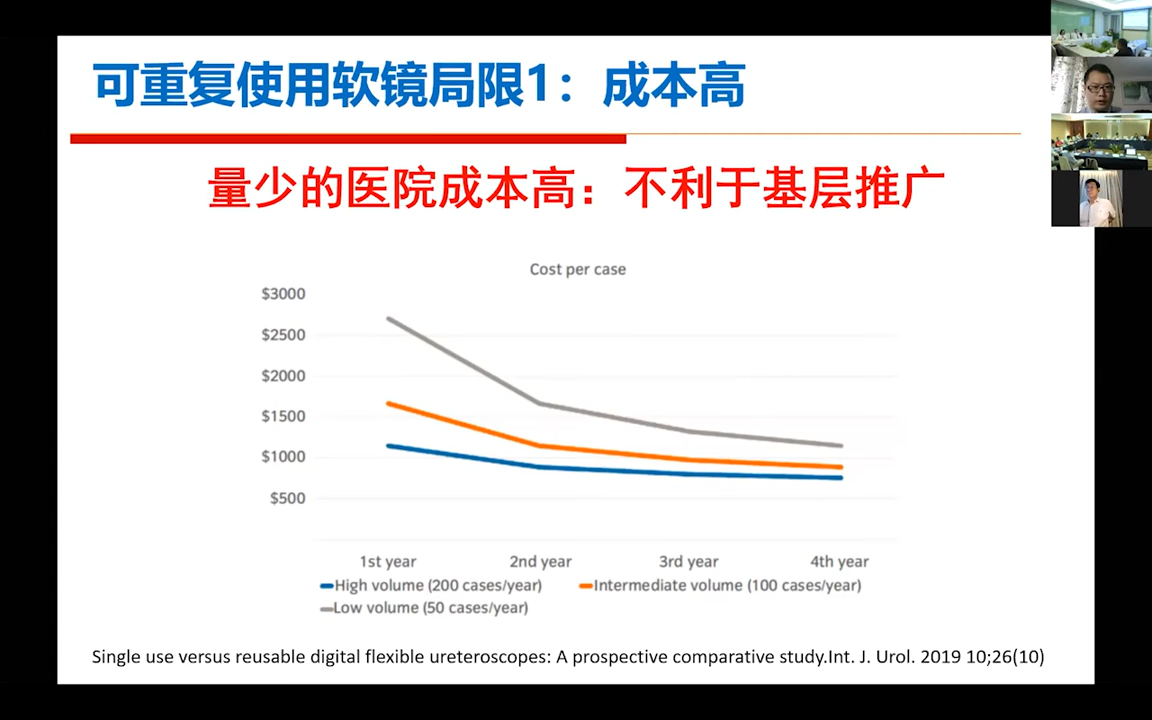 可重复使用软镜局限1：成本高
量少的医院成本高：不利于基层推广
Cost per case
$3000
$2500
$2000
$1500
$1000
$500
1st year 2nd year 3rd year 4th year
High volume (200 cases/year) Intermediate volume (100 cases/year)
Low volume (50 cases/year)
Single use versus reusable digital flexible ureteroscopes: A prospective comparative study.Int. J. Urol. 2019 10;26(10)